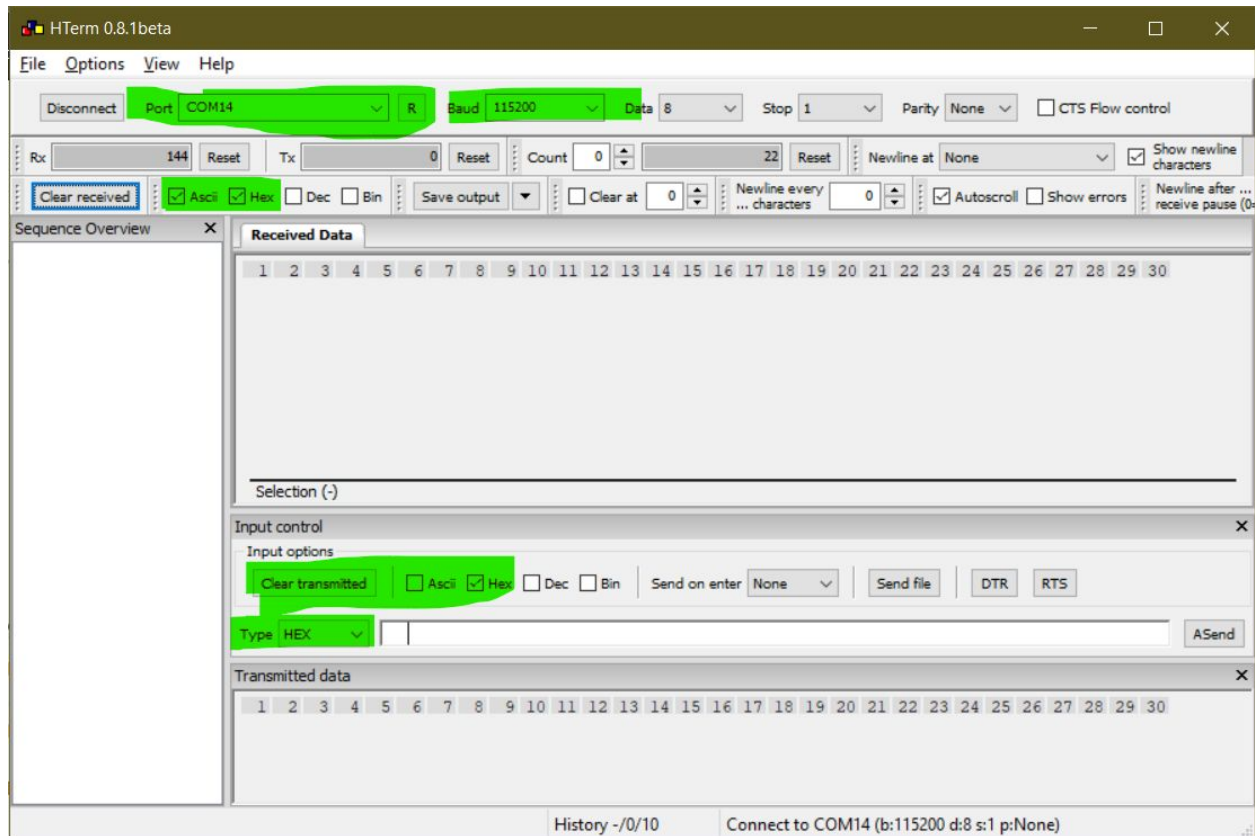 HTerm 0.8.1beta
File Options View Help
Disconnect Port COM14 R Baud 115200 Data 8 Stop 1 Parity None CTS Flow control
Rx 144 Reset Tx 0 Reset Count 0 22 Reset Newline at None Show newline characters
Clear received Ascii Hex Dec Bin Save output Clear at 0 Newline every ... characters 0 Autoscroll Show errors Newline after ... receive pause (0=
Sequence Overview
Received Data
1 2 3 4 5 6 7 8 9 10 11 12 13 14 15 16 17 18 19 20 21 22 23 24 25 26 27 28 29 30
Selection (-)
Input control
Input options
Clear transmitted Ascii Hex Dec Bin Send on enter None Send file DTR RTS
Type HEX ASend
Transmitted data
1 2 3 4 5 6 7 8 9 10 11 12 13 14 15 16 17 18 19 20 21 22 23 24 25 26 27 28 29 30
History -/0/10 Connect to COM14 (b:115200 d:8 s:1 p:None)